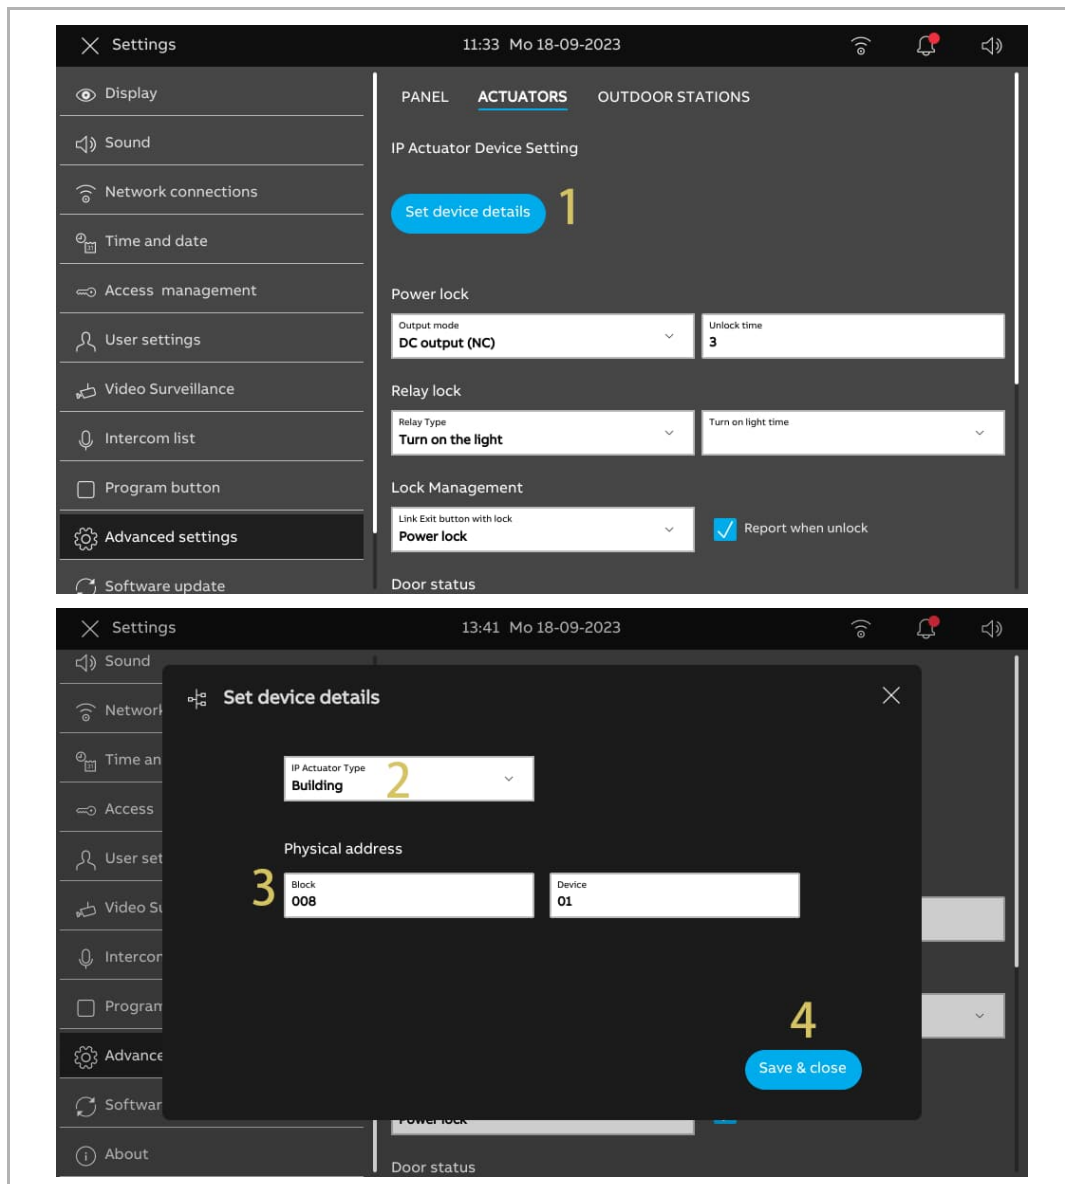 Settings 11:33 Mo 18-09-2023
Display
Sound
Network connections
Time and date
Access management
User settings
Video Surveillance
Intercom list
Program button
Advanced settings
Software update
PANEL ACTUATORS OUTDOOR STATIONS
IP Actuator Device Setting
Set device details 1
Power lock
Output mode
DC output (NC)
Unlock time
3
Relay lock
Relay Type
Turn on the light
Turn on light time
Lock Management
Link Exit button with lock
Power lock
Report when unlock
Door status
Settings 13:41 Mo 18-09-2023
Sound
Network
Time an
Access
User set
Video Su
Intercon
Program
Advance
Softwar
About
Set device details
IP Actuator Type
Building
2
Physical address
3
Block
008
Device
01
4
Save & close
Power lock
Door status